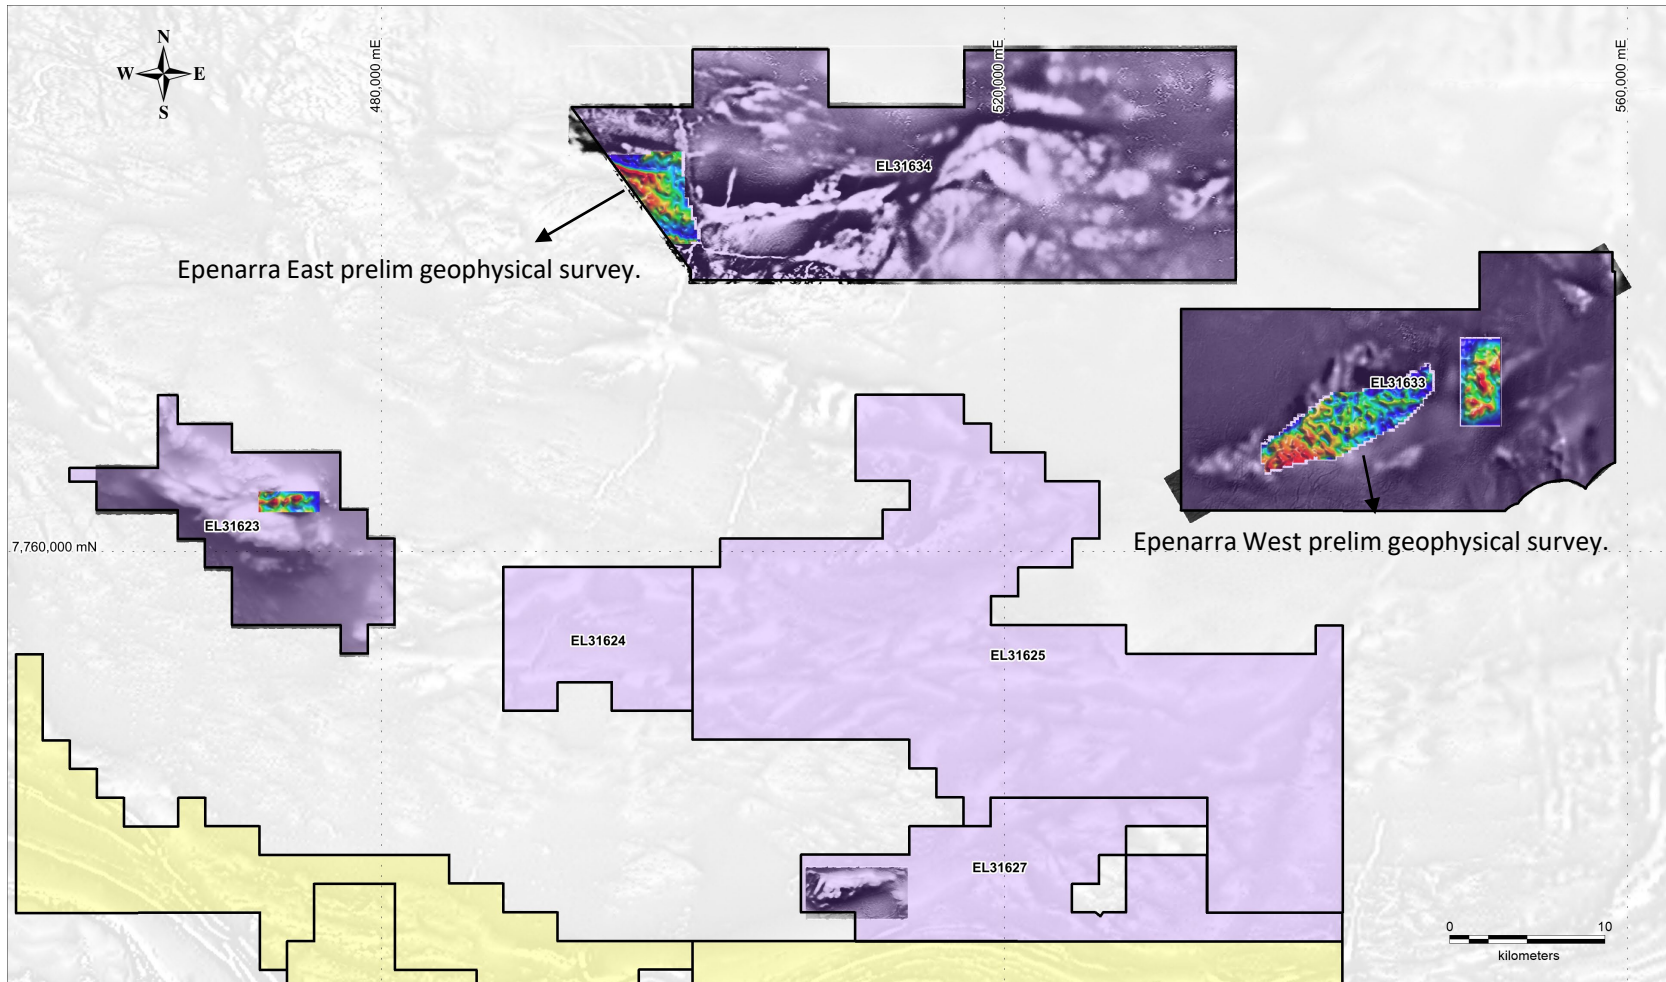 N
W E
S
480,000 mE
520,000 mE
560,000 mE
EL31634
Epenarra East prelim geophysical survey.
EL31633
EL31623
7,760,000 mN
Epenarra West prelim geophysical survey.
EL31624
EL31625
EL31627
0 10
kilometers